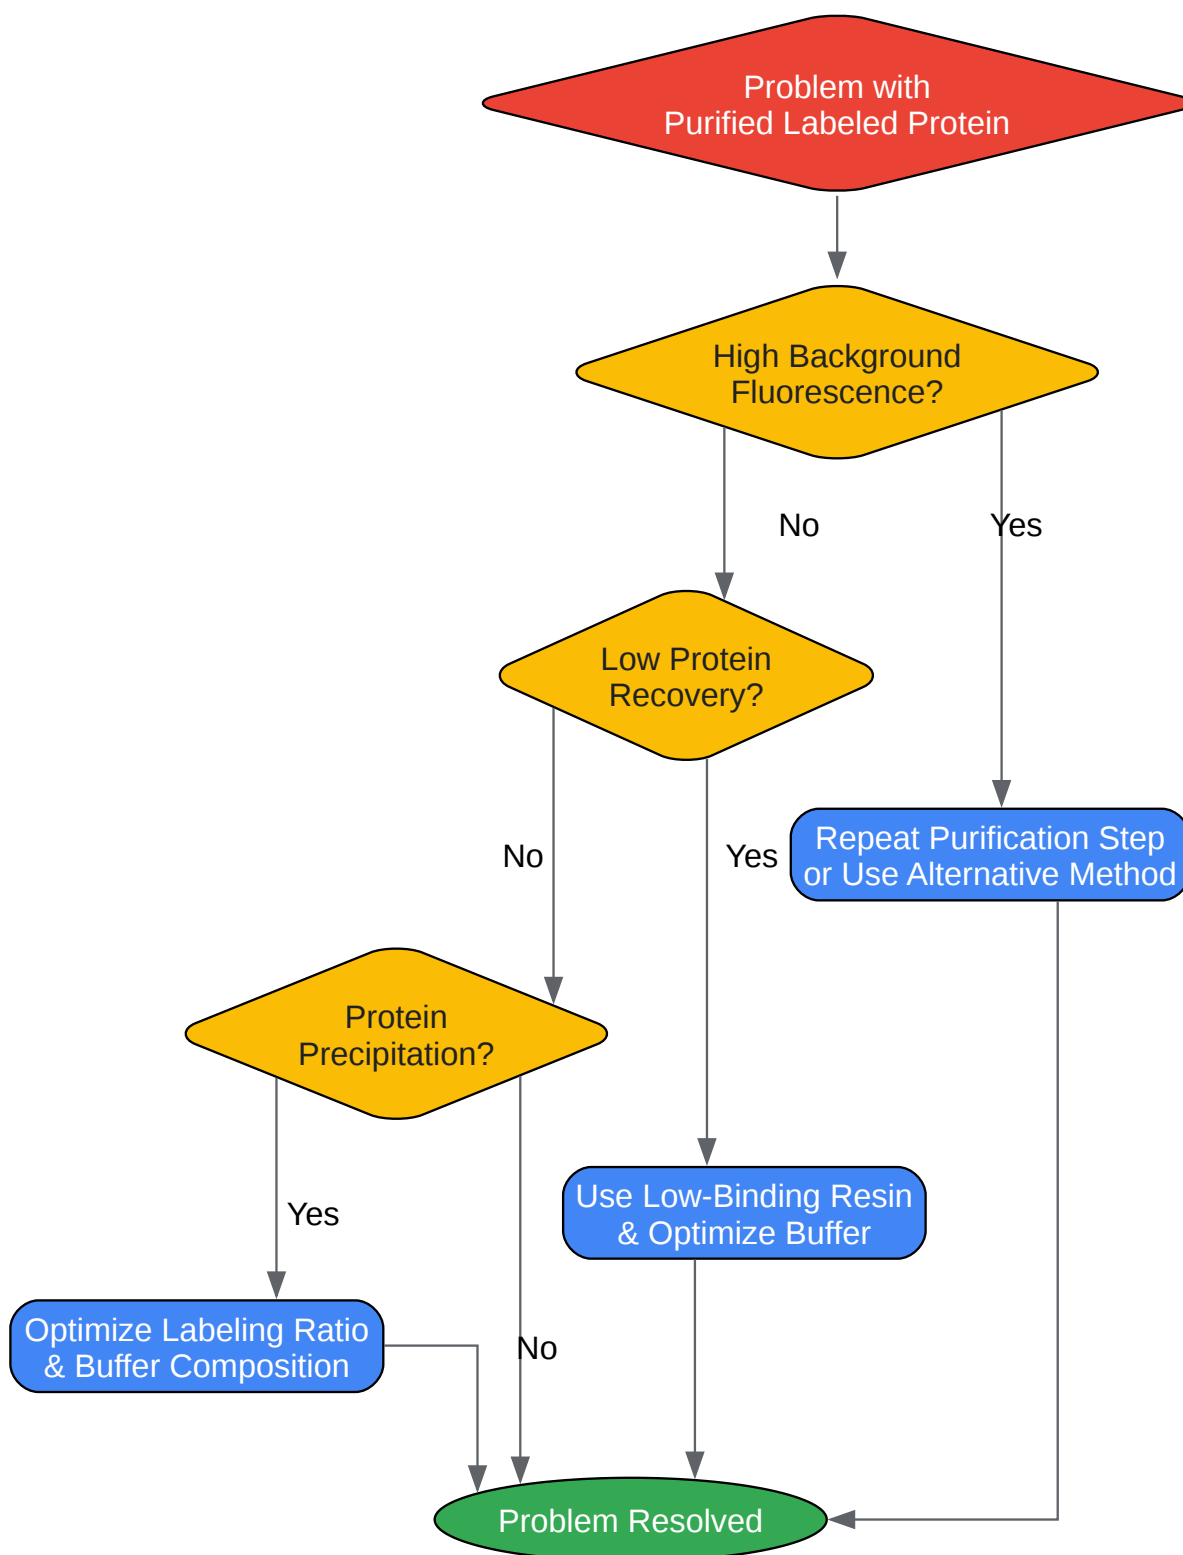 Problem with
Purified Labeled Protein
High Background
Fluorescence?
No
Yes
Low Protein
Recovery?
No
Yes
Repeat Purification Step
or Use Alternative Method
Protein
Precipitation?
Yes
Use Low-Binding Resin
& Optimize Buffer
Optimize Labeling Ratio
& Buffer Composition
No
Problem Resolved